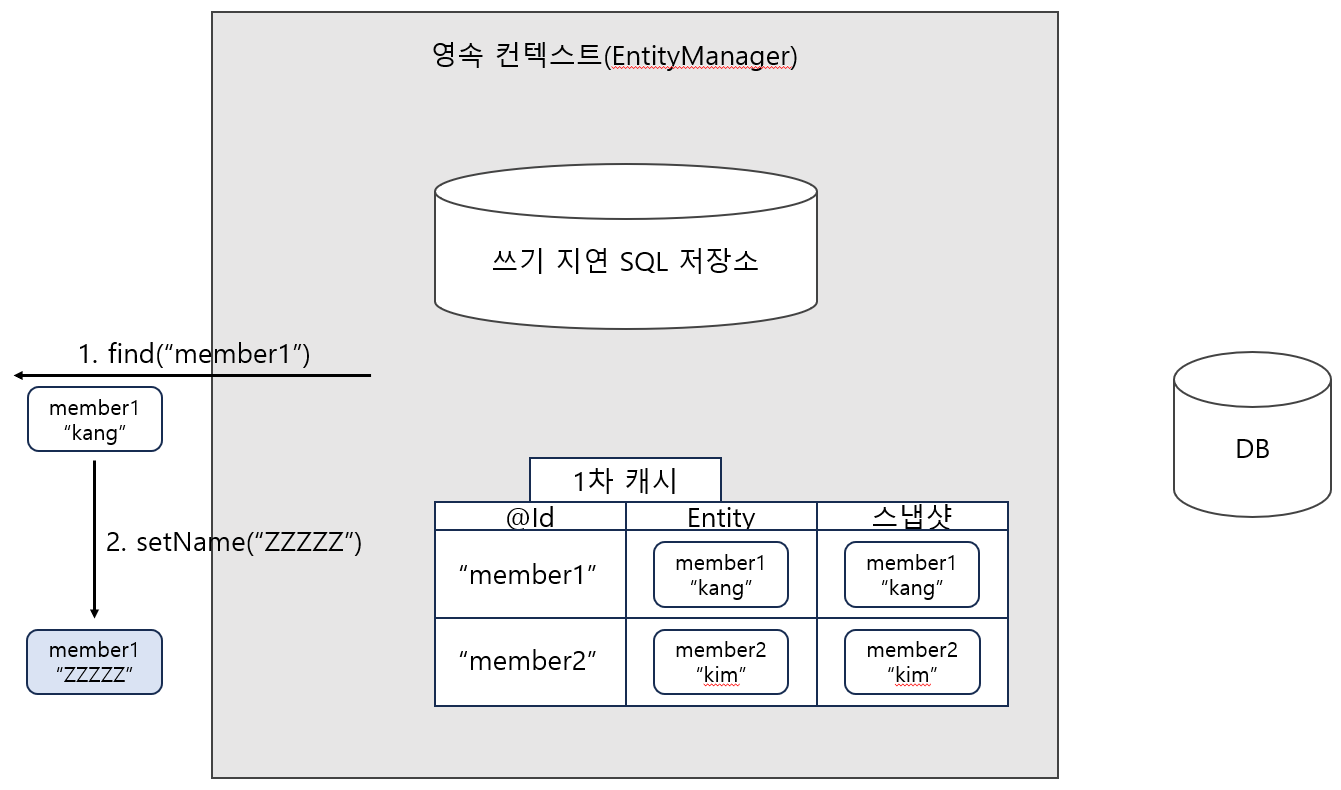 영속 컨텍스트(EntityManager)
쓰기 지연 SQL 저장소
1. find(“member1”)
member1
“kang”
2. setName(“ZZZZZ”)
member1
“ZZZZZ”
1차 캐시
@Id Entity 스냅샷
“member1”
member1
“kang”
member1
“kang”
“member2”
member2
“kim”
member2
“kim”
DB